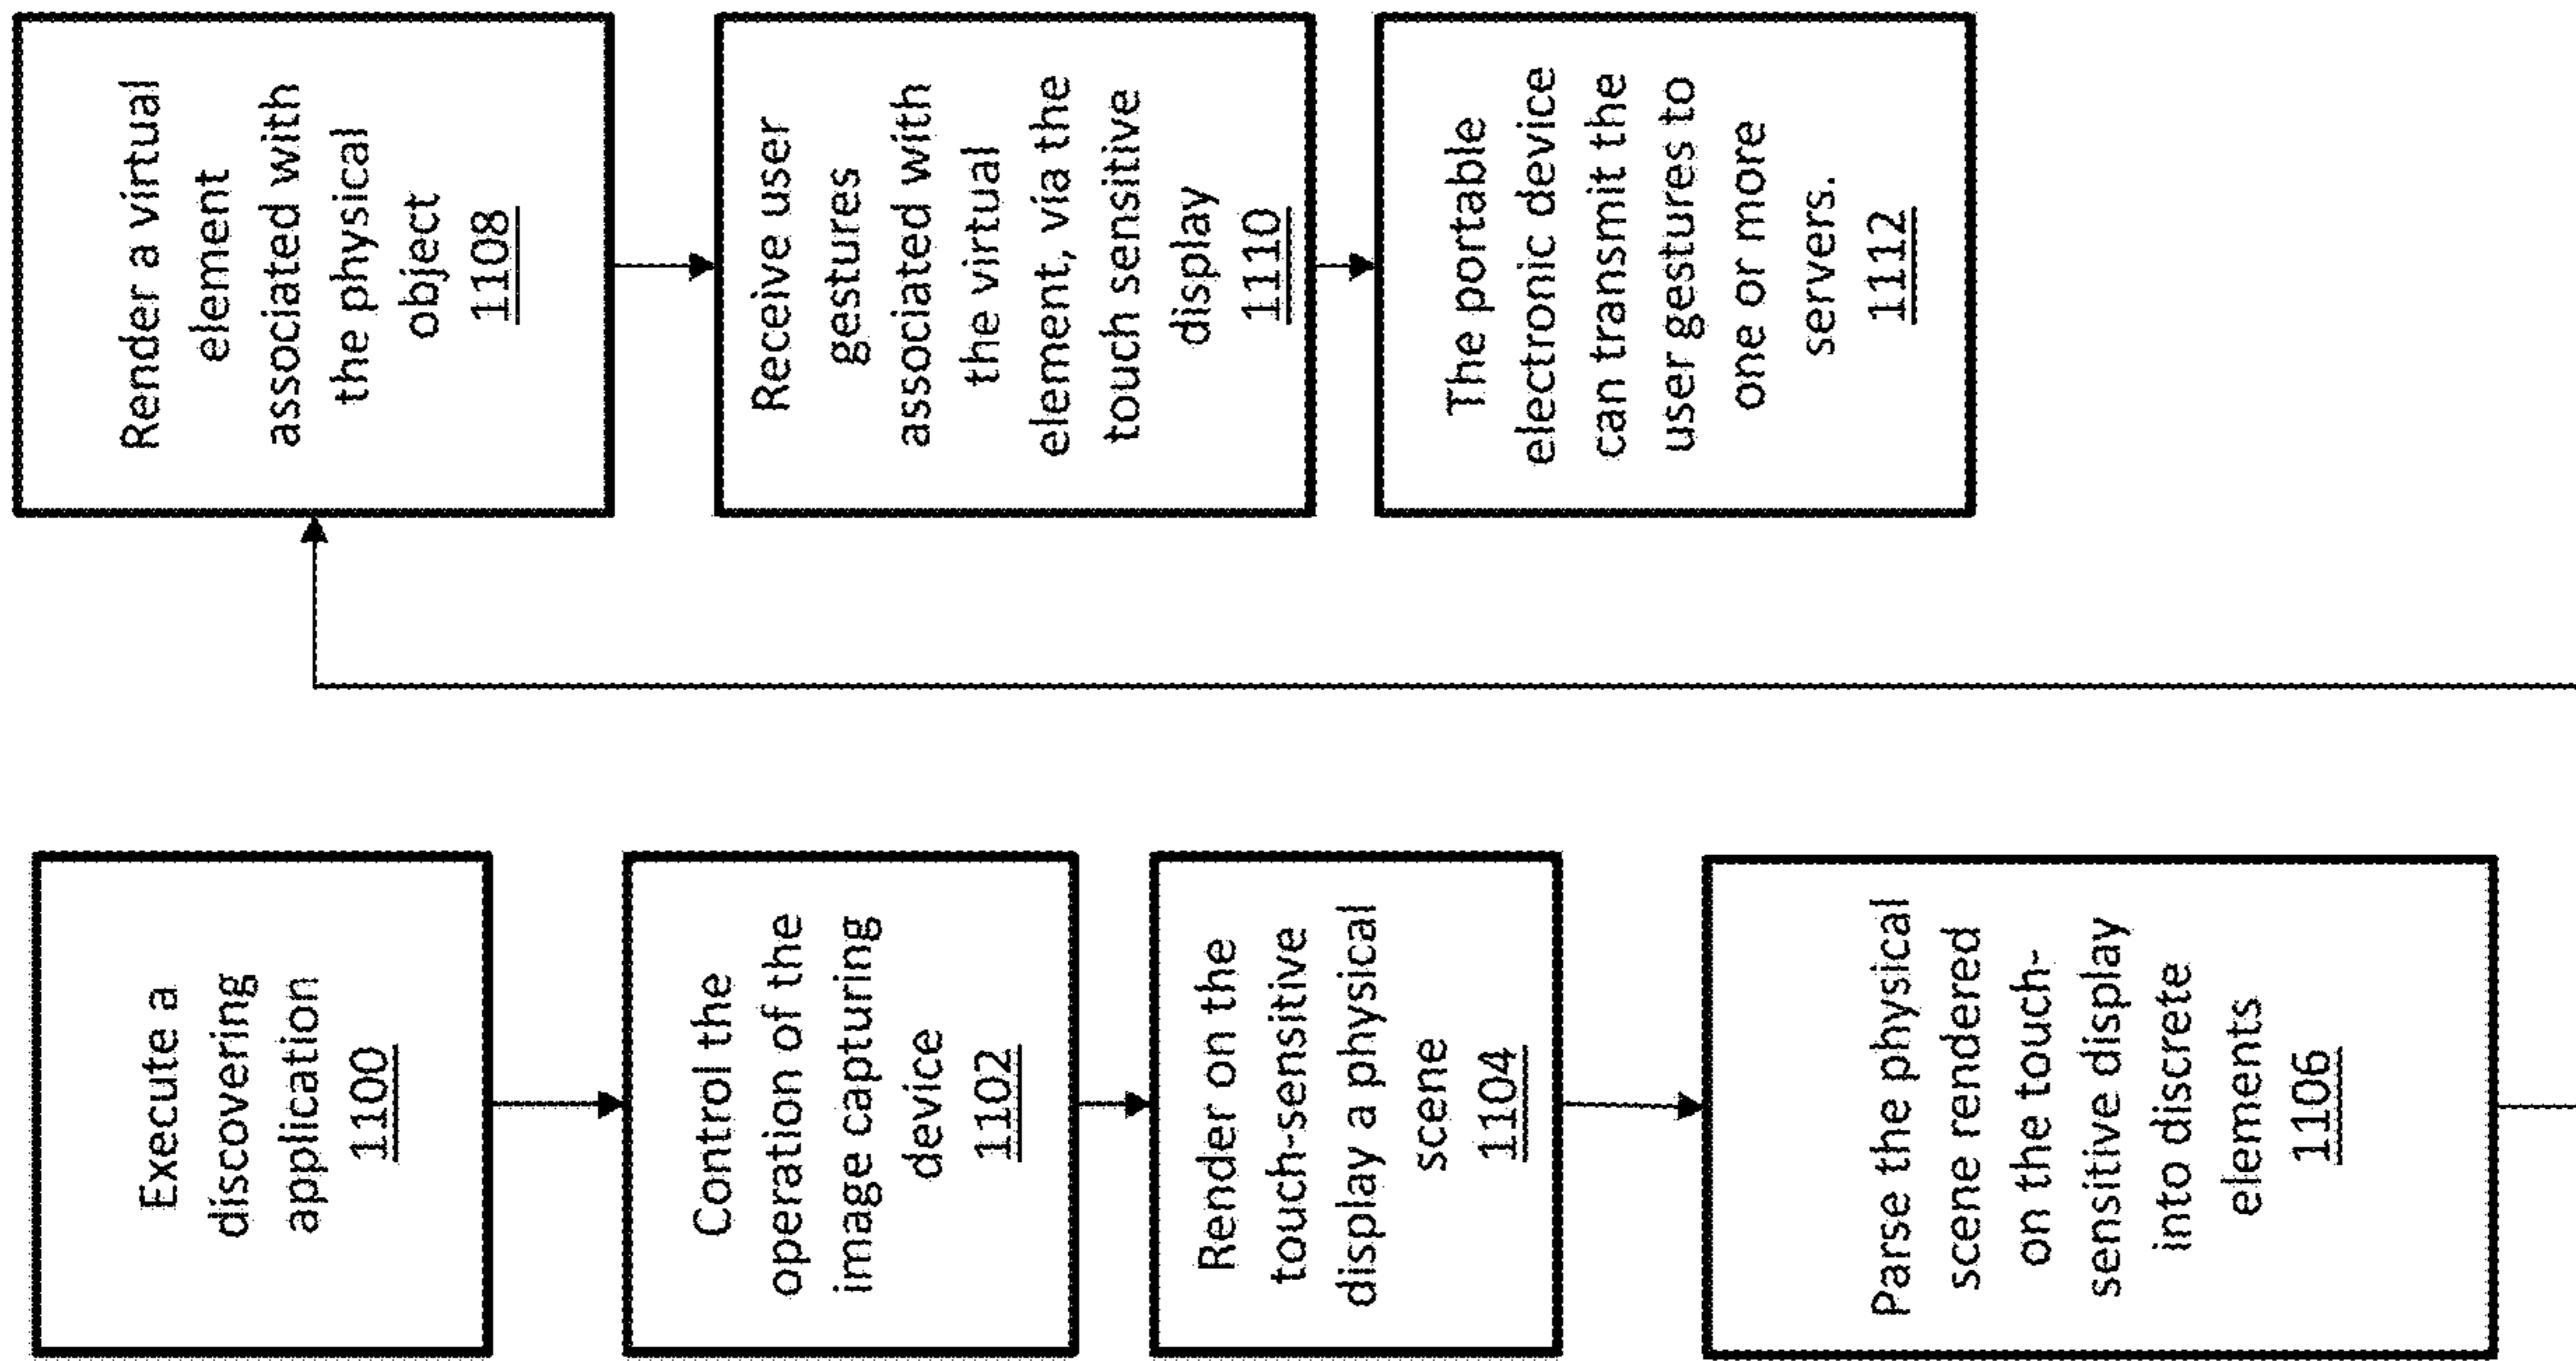 Execute a
discovering
application
1100
Control the
operation of the
image capturing
device
1102
Render on the
touch-sensitive
display a physical
scene
1104
Parse the physical
scene rendered
on the touch-
sensitive display
into discrete
elements
1106
Render a virtual
element
associated with
the physical
object
1108
Receive user
gestures
associated with
the virtual
element, via the
touch sensitive
display
1110
The portable
electronic device
can transmit the
user gestures to
one or more
servers.
1112